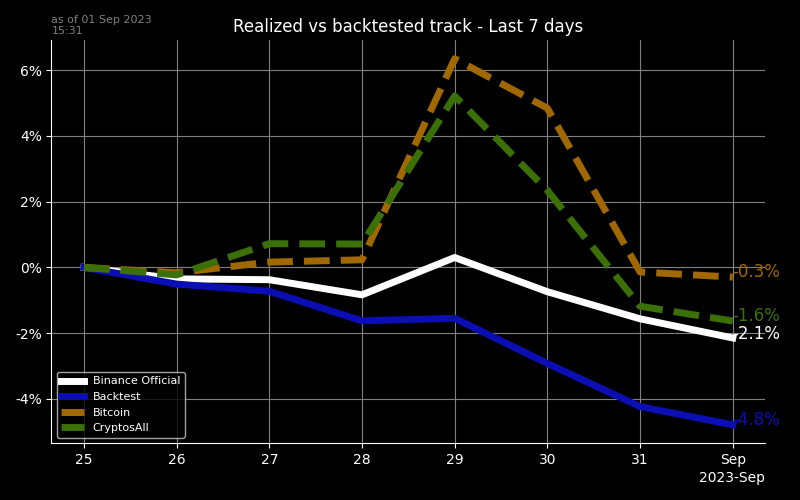 as of 01 Sep 2023
15:31
Realized vs backtested track - Last 7 days
6%
4%
2%
0%
-2%
-4%
-0.3%
-1.6%
-2.1%
-4.8%
Binance Official
Backtest
Bitcoin
CryptosAll
25 26 27 28 29 30 31 Sep
2023-Sep